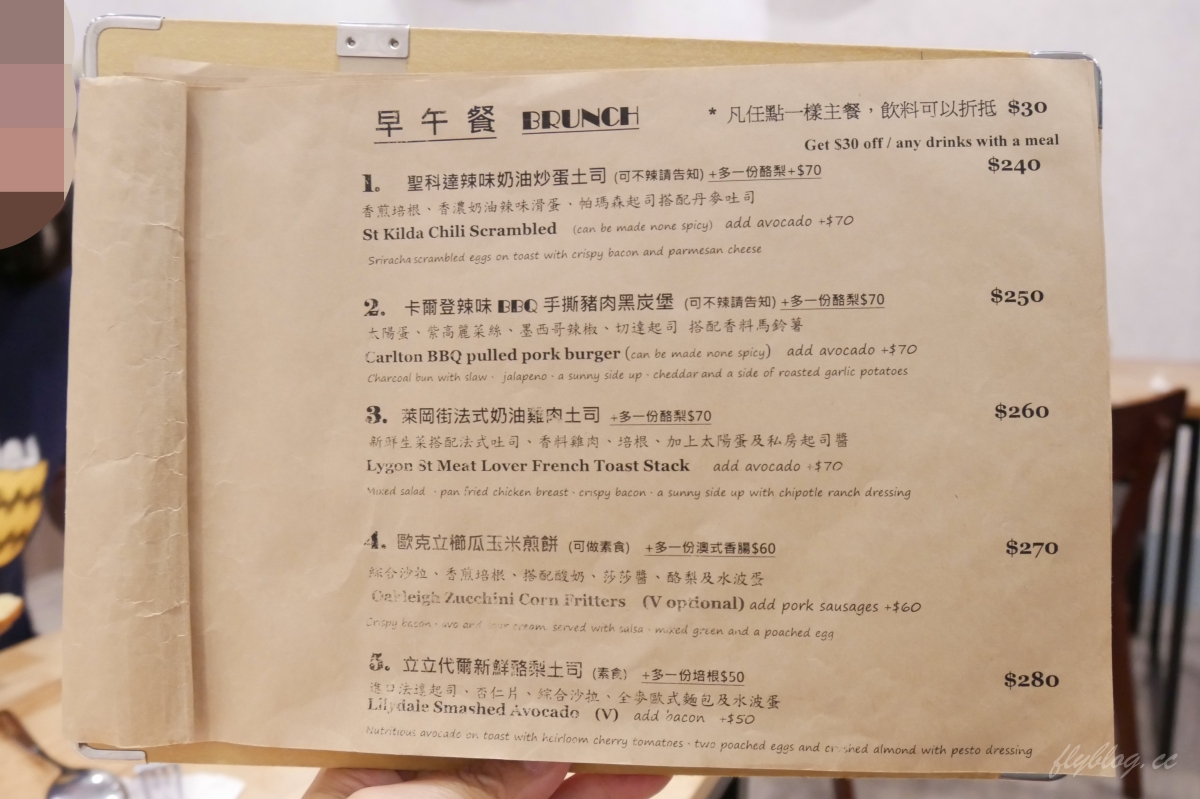 早午餐 BRUNCH * 凡任點一樣主餐，飲料可以折抵 $30
Get $30 off / any drinks with a meal
1. 聖科達辣味奶油炒蛋土司 (可不辣請告知) +多一份酪梨+$70 $240
香煎培根、香濃奶油辣味滑蛋、帕瑪森起司搭配丹麥吐司
St Kilda Chili Scrambled (can be made none spicy) add avocado +$70
Sriracha scrambled eggs on toast with crispy bacon and parmesan cheese
2. 卡爾登辣味 BBQ 手撕豬肉黑炭堡 (可不辣請告知) +多一份酪梨$70 $250
太陽蛋、紫高麗菜絲、墨西哥辣椒、切達起司 搭配香料馬鈴薯
Carlton BBQ pulled pork burger (can be made none spicy) add avocado +$70
Charcoal bun with slaw · jalapeno · a sunny side up · cheddar and a side of roasted garlic potatoes
3. 萊岡街法式奶油雞肉土司 +多一份酪梨$70 $260
新鮮生菜搭配法式吐司、香料雞肉、培根、加上太陽蛋及私房起司醬
Lygon St Meat Lover French Toast Stack add avocado +$70
Mixed salad · pan fried chicken breast · crispy bacon · a sunny side up with chipotle ranch dressing
4. 歐克立櫛瓜玉米煎餅 (可做素食) +多一份澳式香腸$60 $270
綜合沙拉、香煎培根、搭配酸奶、莎莎醬、酪梨及水波蛋
Oakleigh Zucchini Corn Fritters (V optional) add pork sausages +$60
Crispy bacon · avo and sour cream served with salsa · mixed green and a poached egg
5. 立立代爾新鮮酪梨土司 (素食) +多一份培根$50 $280
進口法達起司、杏仁片、綜合沙拉、全麥歐式麵包及水波蛋
Lilydale Smashed Avocado (V) add bacon +$50
Nutritious avocado on toast with heirloom cherry tomatoes · two poached eggs and crushed almond with pesto dressing
flyblog.cc